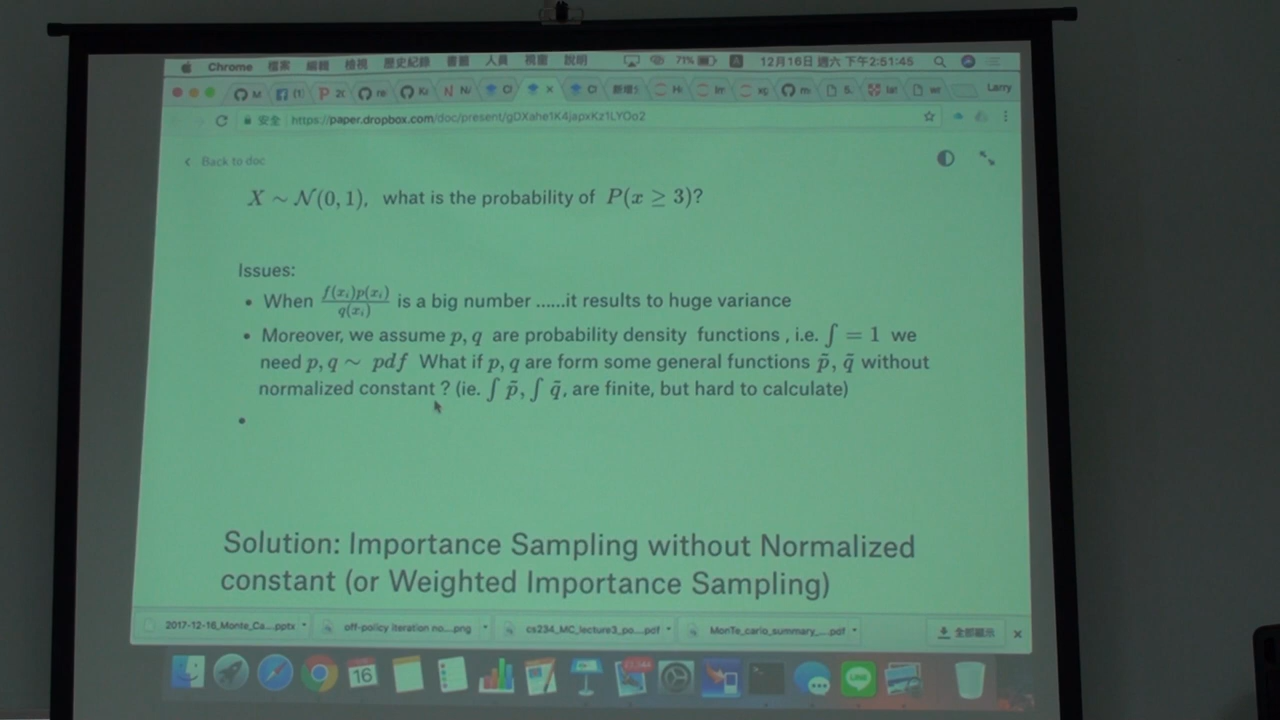 Chrome 檔案 編輯 檢視 歷史紀錄 書籤 人員 視窗 說明 71% A 12月16日 週六 下午2:51:45
Larry
安全 https://paper.dropbox.com/doc/present/gDXahe1K4japxKz1LYOo2
< Back to doc
X ∼ N(0, 1), what is the probability of P(x ≥ 3)?
Issues:
• When f(xᵢ)p(xᵢ)/q(xᵢ) is a big number ......it results to huge variance
• Moreover, we assume p, q are probability density functions , i.e. ∫ = 1 we
need p, q ∼ pdf What if p, q are form some general functions p̃, q̃ without
normalized constant ? (ie. ∫ p̃, ∫ q̃, are finite, but hard to calculate)
•
Solution: Importance Sampling without Normalized
constant (or Weighted Importance Sampling)
2017-12-16_Monte_Ca....pptx off-policy iteration no....png cs234_MC_lecture3_po....pdf MonTe_carlo_summary_....pdf 全部顯示 ×
16 LINE